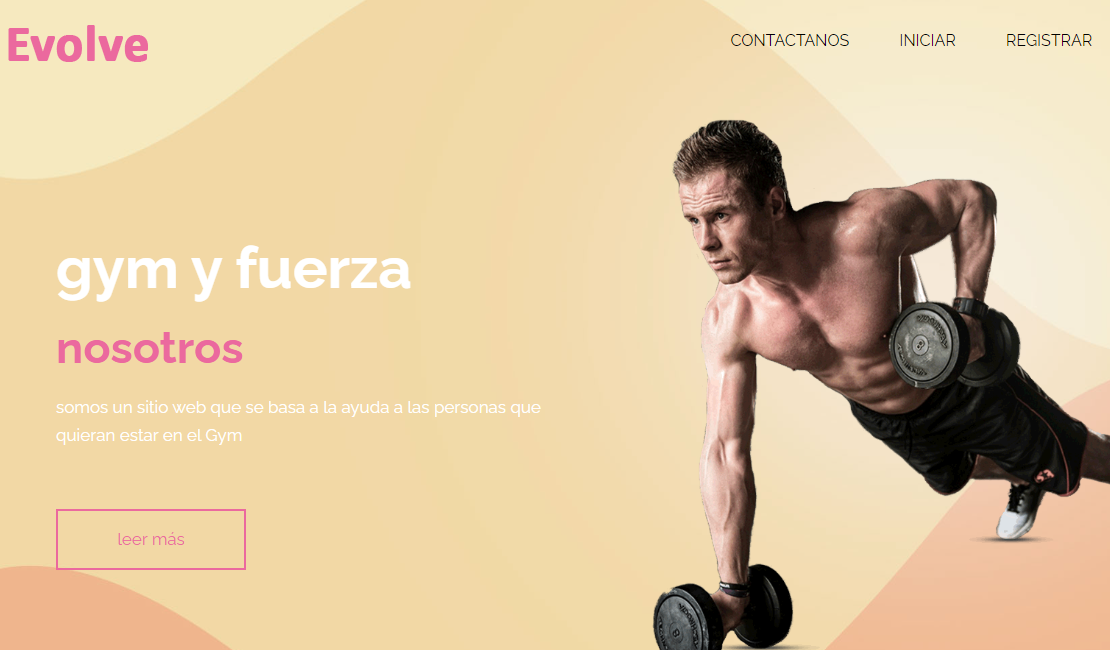 Evolve
CONTACTANOS INICIAR REGISTRAR
gym y fuerza
nosotros
somos un sitio web que se basa a la ayuda a las personas que
quieran estar en el Gym
leer más